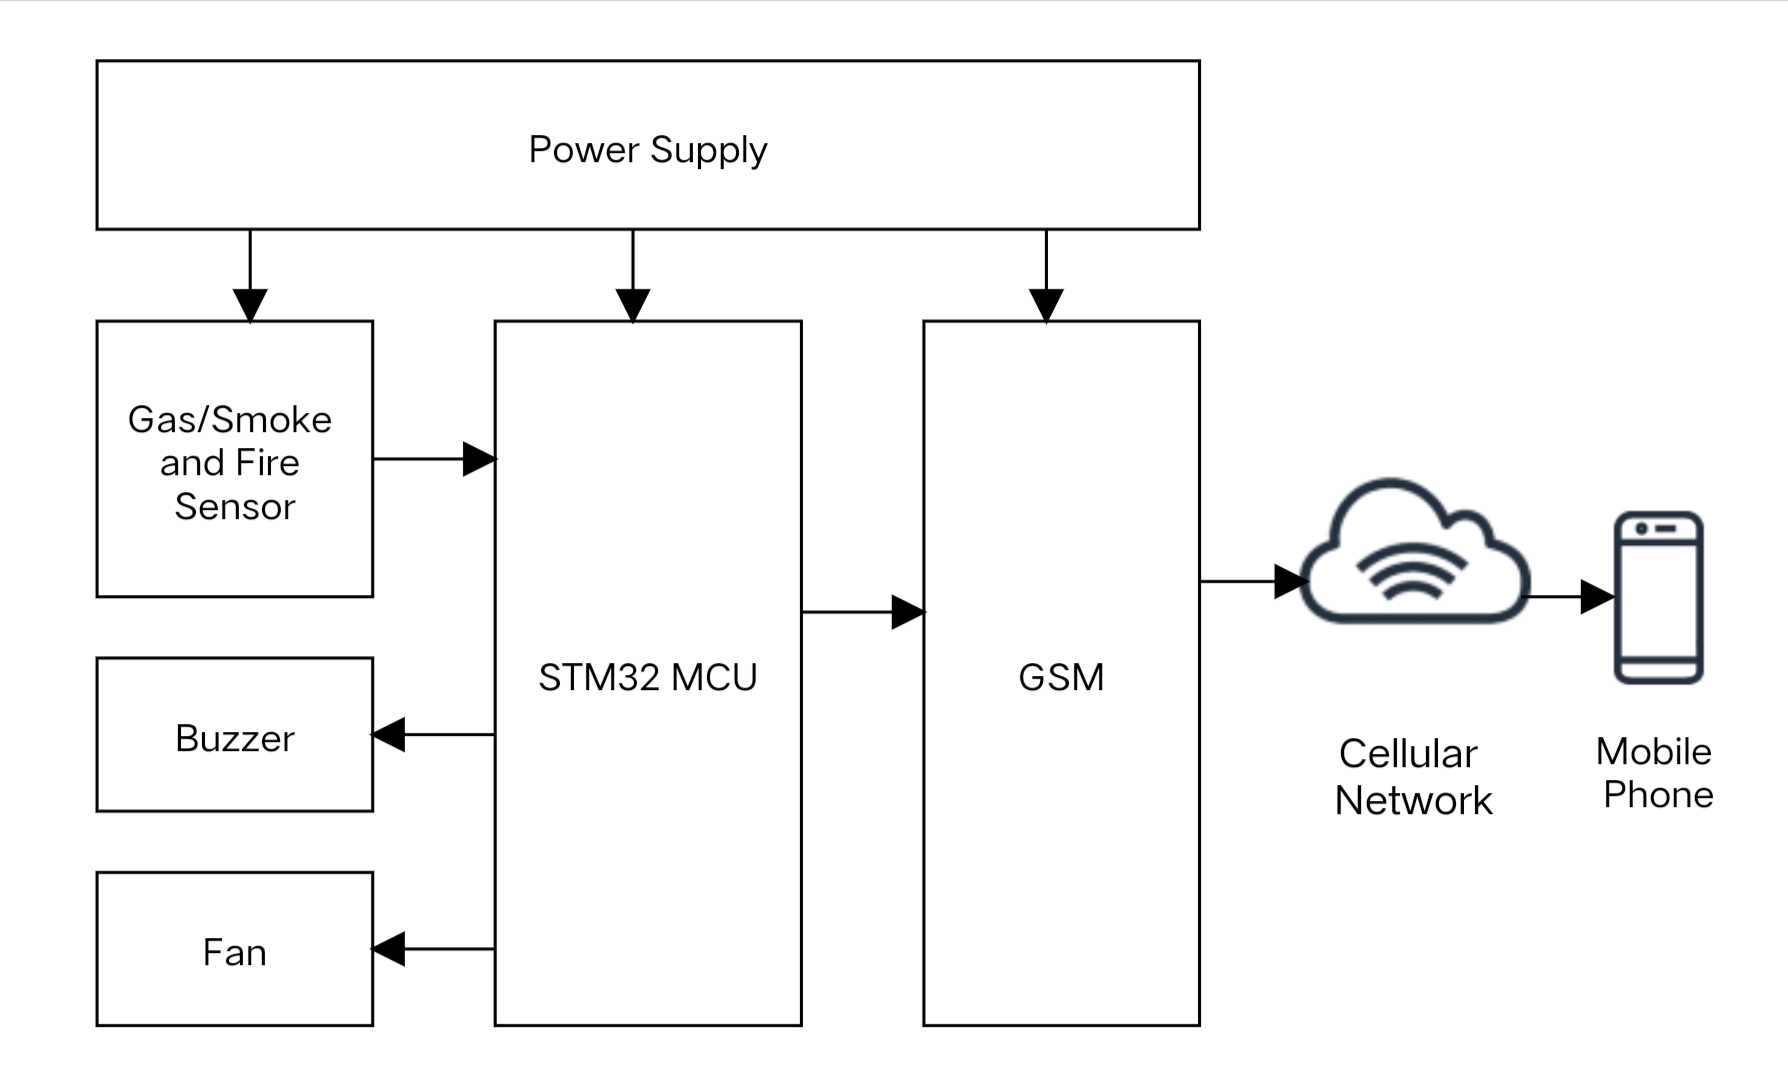 Power Supply
Gas/Smoke
and Fire
Sensor
Buzzer
Fan
STM32 MCU
GSM
Cellular
Network
Mobile
Phone